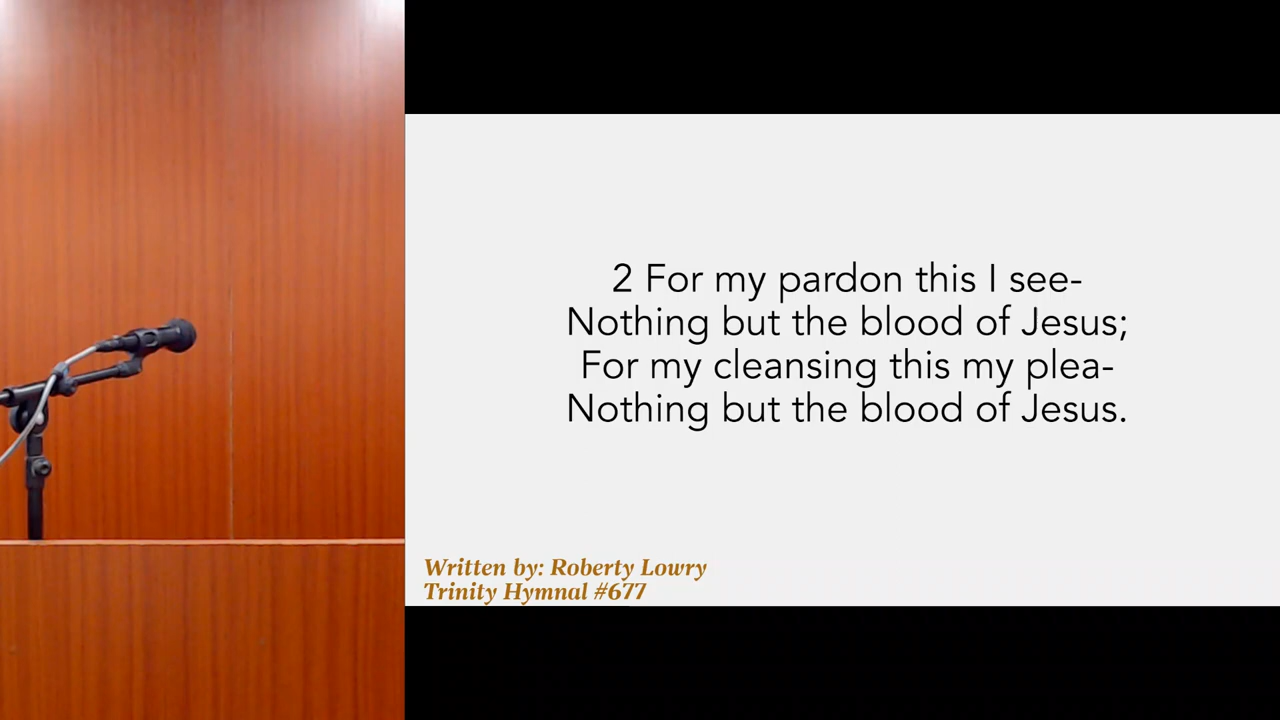 2 For my pardon this I see-
Nothing but the blood of Jesus;
For my cleansing this my plea-
Nothing but the blood of Jesus.
Written by: Roberty Lowry
Trinity Hymnal #677